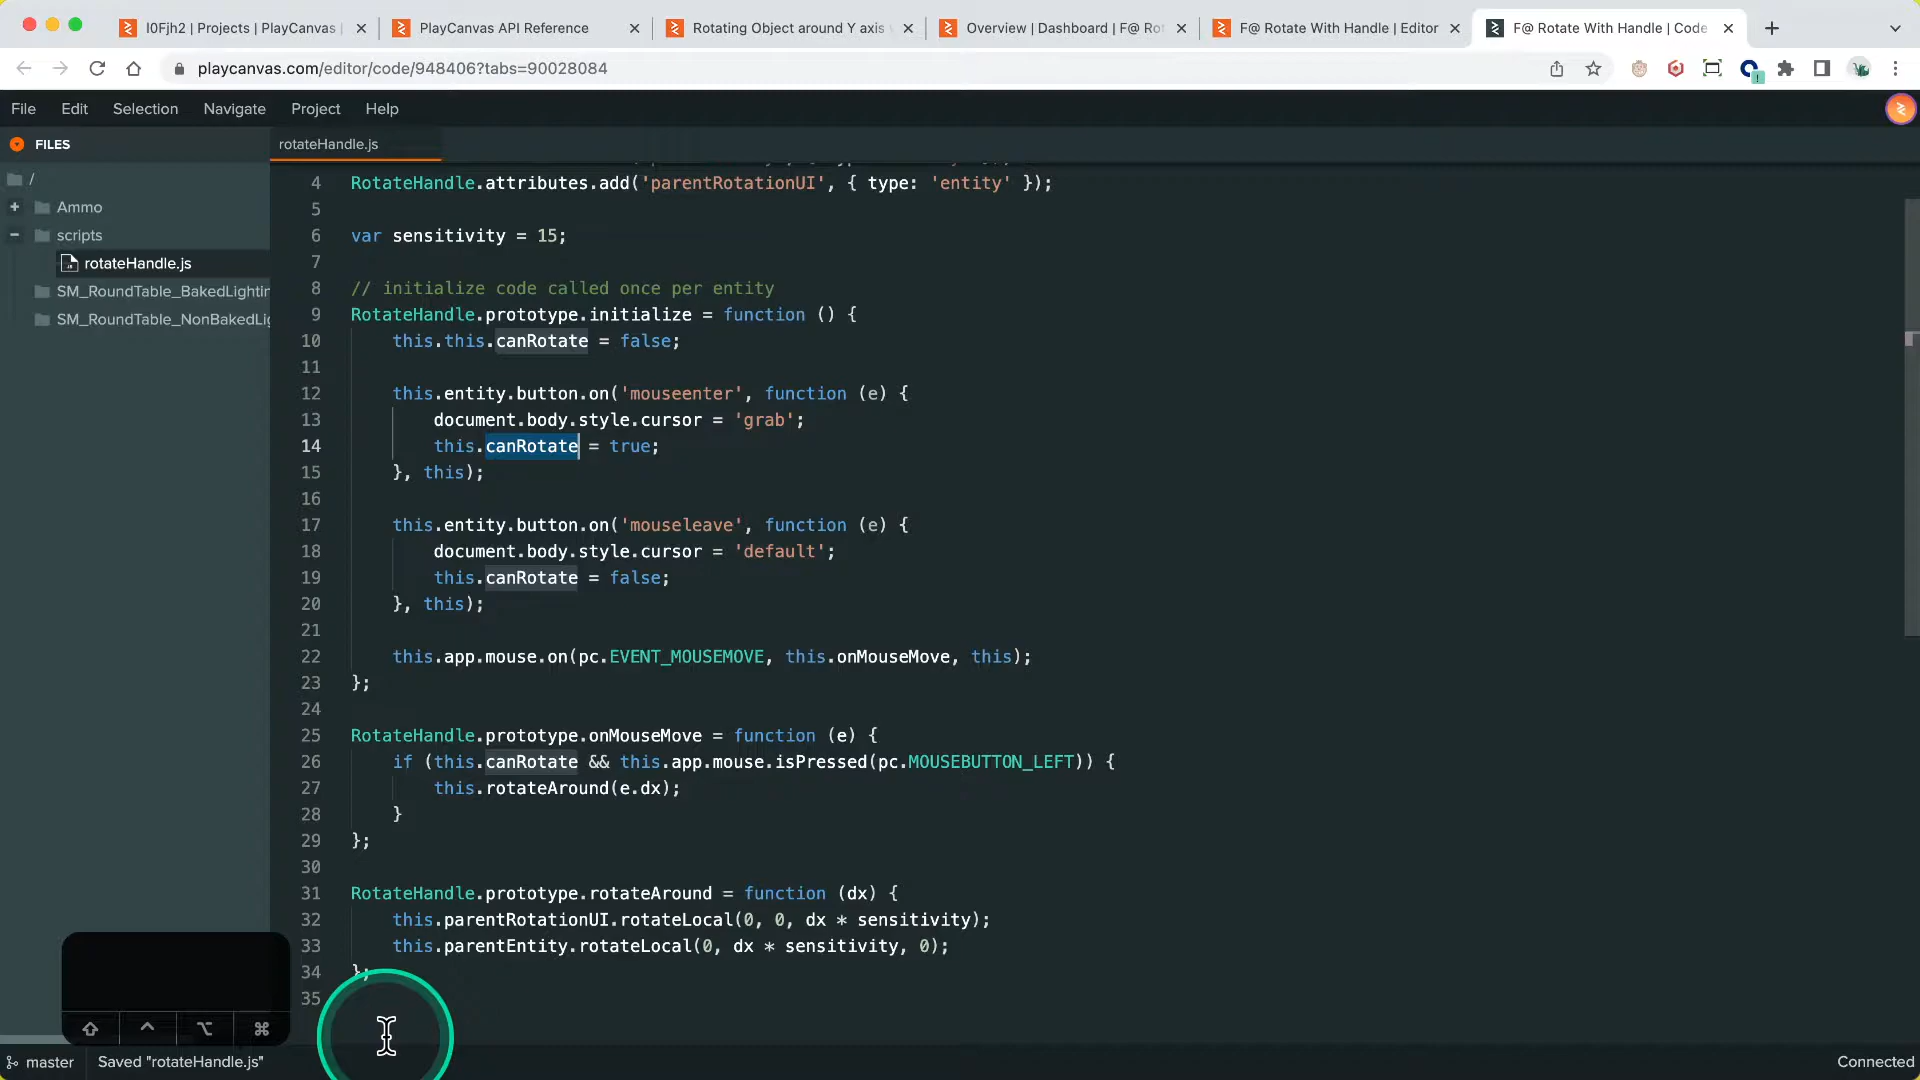 I0Fjh2 | Projects | PlayCanvas |
PlayCanvas API Reference
Rotating Object around Y axis
Overview | Dashboard | F@ Ro
F@ Rotate With Handle | Editor
F@ Rotate With Handle | Code
playcanvas.com/editor/code/948406?tabs=90028084
File Edit Selection Navigate Project Help
FILES
rotateHandle.js
/
Ammo
scripts
rotateHandle.js
SM_RoundTable_BakedLightin
SM_RoundTable_NonBakedLig
4 RotateHandle.attributes.add('parentRotationUI', { type: 'entity' });
5
6 var sensitivity = 15;
7
8 // initialize code called once per entity
9 RotateHandle.prototype.initialize = function () {
10 this.this.canRotate = false;
11
12 this.entity.button.on('mouseenter', function (e) {
13 document.body.style.cursor = 'grab';
14 this.canRotate = true;
15 }, this);
16
17 this.entity.button.on('mouseleave', function (e) {
18 document.body.style.cursor = 'default';
19 this.canRotate = false;
20 }, this);
21
22 this.app.mouse.on(pc.EVENT_MOUSEMOVE, this.onMouseMove, this);
23 };
24
25 RotateHandle.prototype.onMouseMove = function (e) {
26 if (this.canRotate && this.app.mouse.isPressed(pc.MOUSEBUTTON_LEFT)) {
27 this.rotateAround(e.dx);
28 }
29 };
30
31 RotateHandle.prototype.rotateAround = function (dx) {
32 this.parentRotationUI.rotateLocal(0, 0, dx * sensitivity);
33 this.parentEntity.rotateLocal(0, dx * sensitivity, 0);
34 };
35
master Saved "rotateHandle.js"
Connected